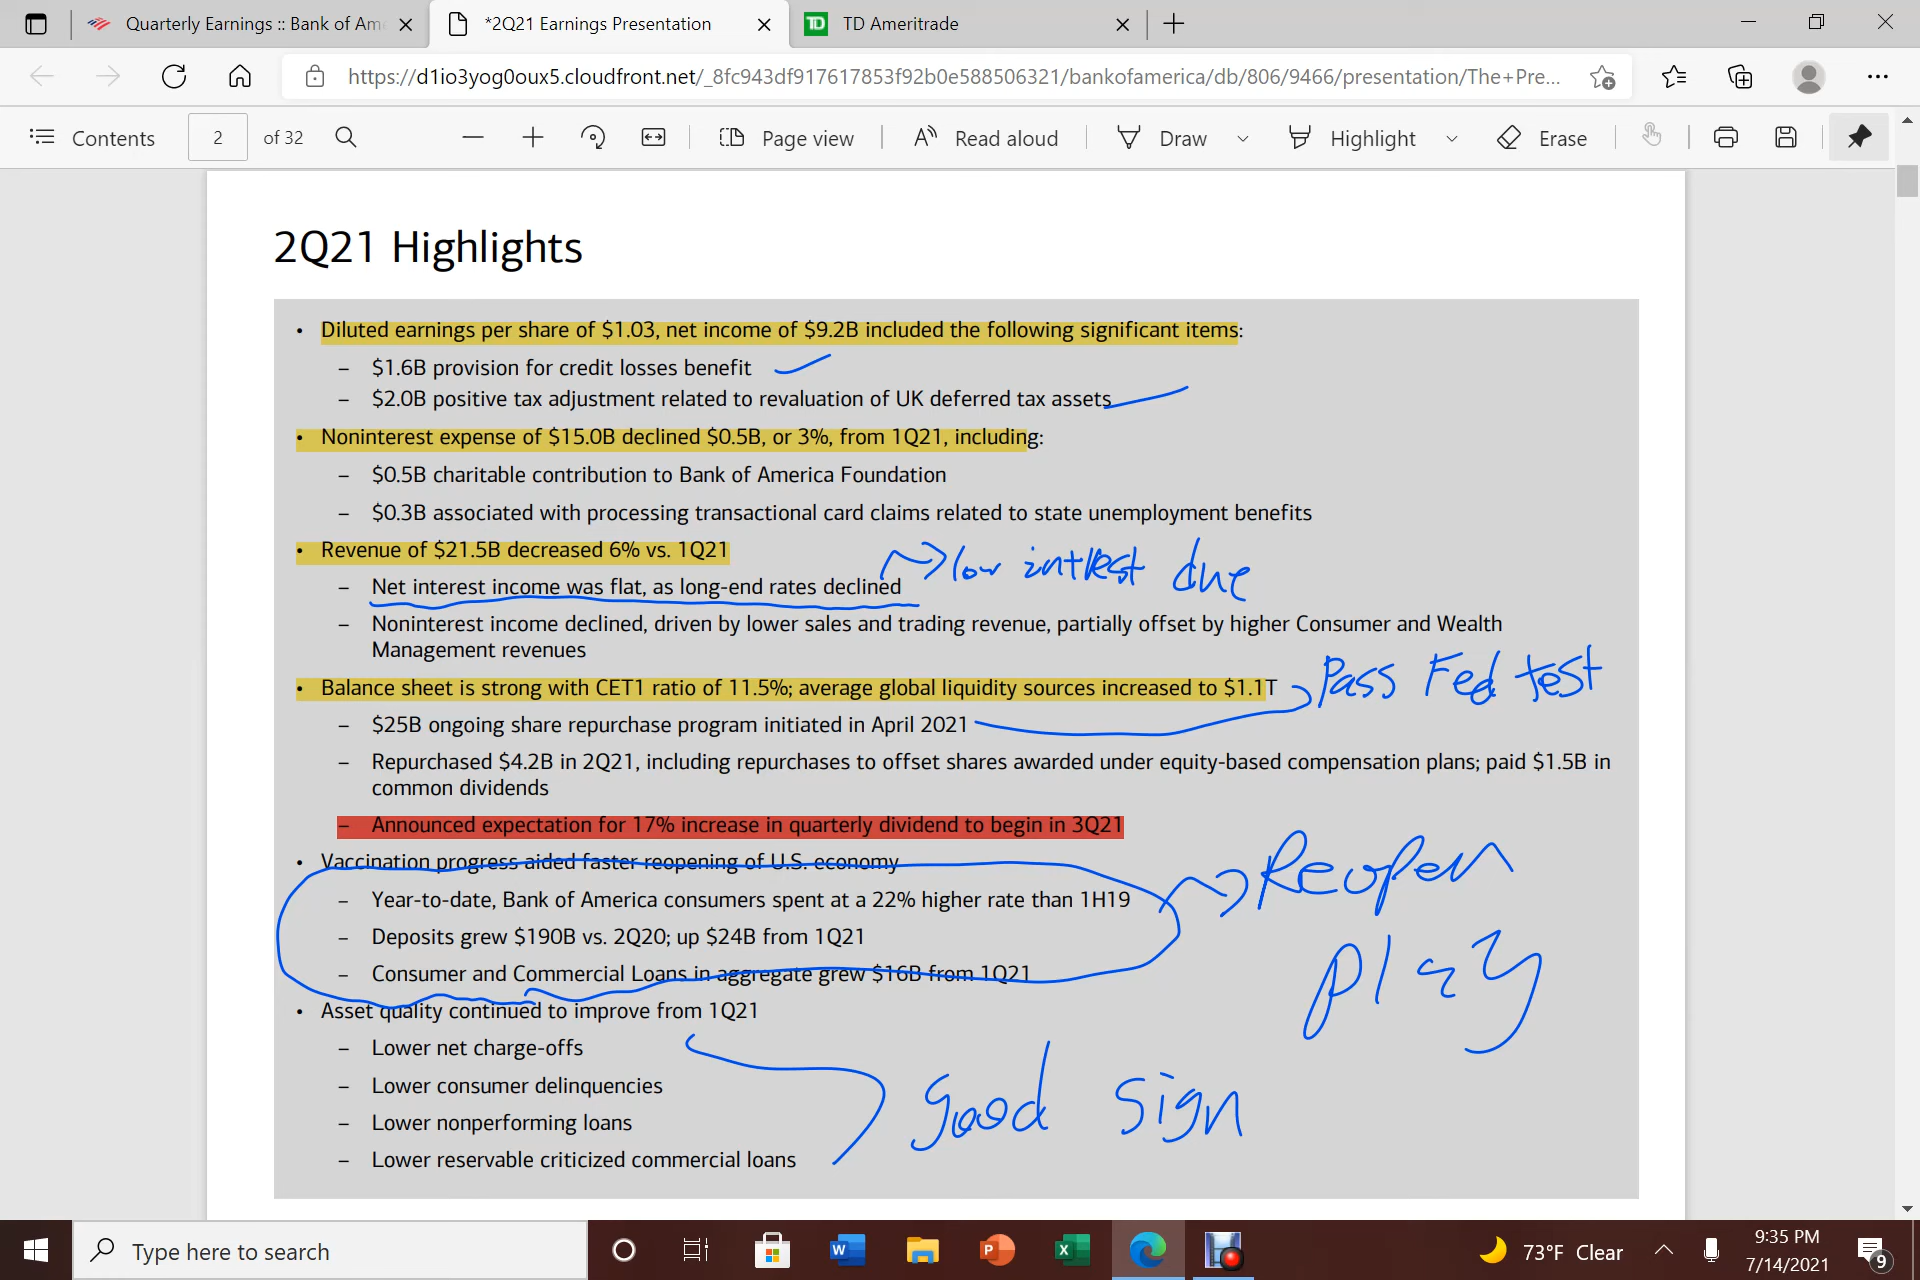 Quarterly Earnings :: Bank of Ame
*2Q21 Earnings Presentation
TD TD Ameritrade
https://d1io3yog0oux5.cloudfront.net/_8fc943df917617853f92b0e588506321/bankofamerica/db/806/9466/presentation/The+Pre...
Contents 2 of 32 Page view Read aloud Draw Highlight Erase
2Q21 Highlights
• Diluted earnings per share of $1.03, net income of $9.2B included the following significant items:
– $1.6B provision for credit losses benefit
– $2.0B positive tax adjustment related to revaluation of UK deferred tax assets
• Noninterest expense of $15.0B declined $0.5B, or 3%, from 1Q21, including:
– $0.5B charitable contribution to Bank of America Foundation
– $0.3B associated with processing transactional card claims related to state unemployment benefits
• Revenue of $21.5B decreased 6% vs. 1Q21
low interest due
– Net interest income was flat, as long-end rates declined
– Noninterest income declined, driven by lower sales and trading revenue, partially offset by higher Consumer and Wealth
Management revenues
Pass Fed test
• Balance sheet is strong with CET1 ratio of 11.5%; average global liquidity sources increased to $1.1T
– $25B ongoing share repurchase program initiated in April 2021
– Repurchased $4.2B in 2Q21, including repurchases to offset shares awarded under equity-based compensation plans; paid $1.5B in
common dividends
– Announced expectation for 17% increase in quarterly dividend to begin in 3Q21
• Vaccination progress aided faster reopening of U.S. economy
Reopen
– Year-to-date, Bank of America consumers spent at a 22% higher rate than 1H19
– Deposits grew $190B vs. 2Q20; up $24B from 1Q21
– Consumer and Commercial Loans in aggregate grew $16B from 1Q21
play
• Asset quality continued to improve from 1Q21
– Lower net charge-offs
– Lower consumer delinquencies
good sign
– Lower nonperforming loans
– Lower reservable criticized commercial loans
Type here to search
73°F Clear
9:35 PM
7/14/2021
9